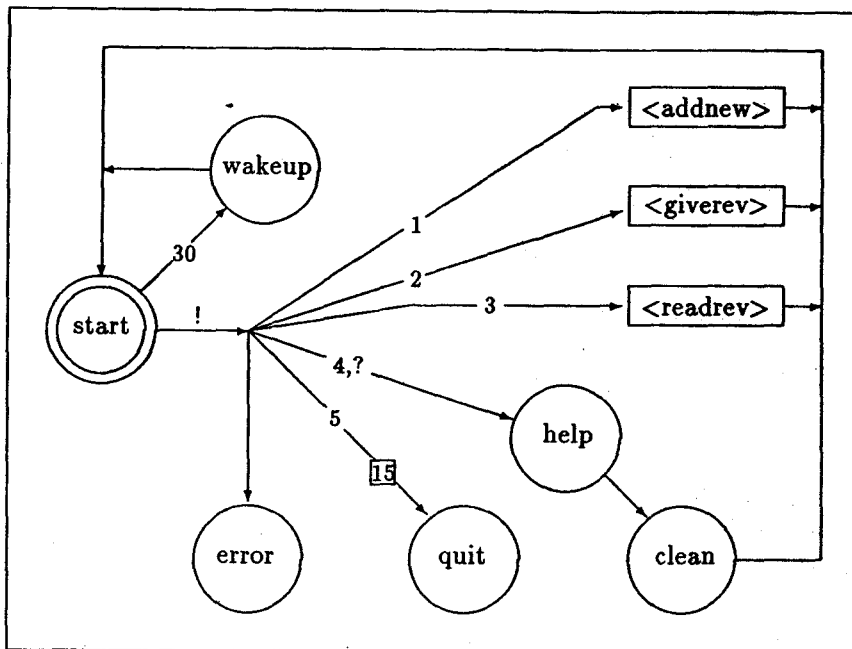 <addnew>
wakeup
<giverev>
1
30
2
<readrev>
3
start
!
4,?
5
help
15
error
quit
clean